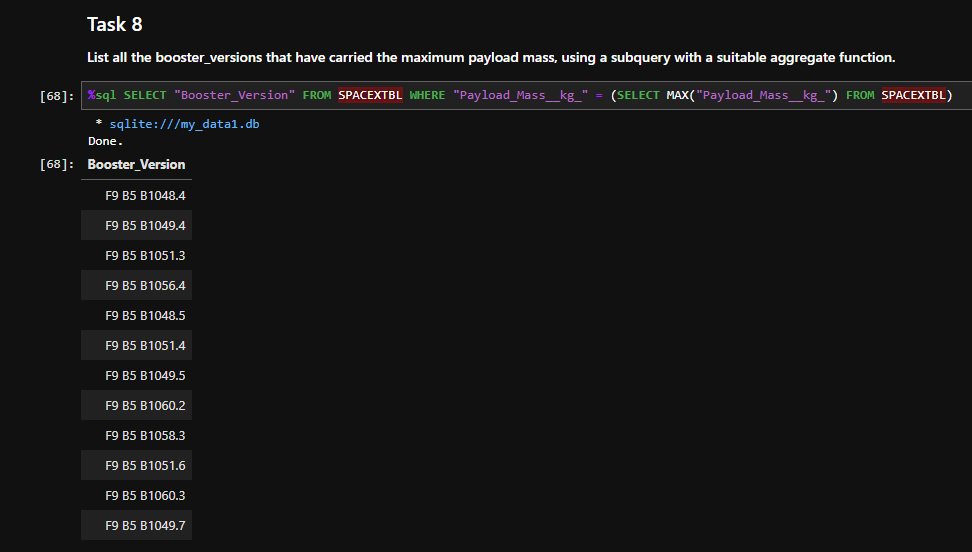 Task 8
List all the booster_versions that have carried the maximum payload mass, using a subquery with a suitable aggregate function.
[68]: %sql SELECT "Booster_Version" FROM SPACEXTBL WHERE "Payload_Mass__kg_" = (SELECT MAX("Payload_Mass__kg_") FROM SPACEXTBL)
* sqlite:///my_data1.db
Done.
[68]: Booster_Version
F9 B5 B1048.4
F9 B5 B1049.4
F9 B5 B1051.3
F9 B5 B1056.4
F9 B5 B1048.5
F9 B5 B1051.4
F9 B5 B1049.5
F9 B5 B1060.2
F9 B5 B1058.3
F9 B5 B1051.6
F9 B5 B1060.3
F9 B5 B1049.7